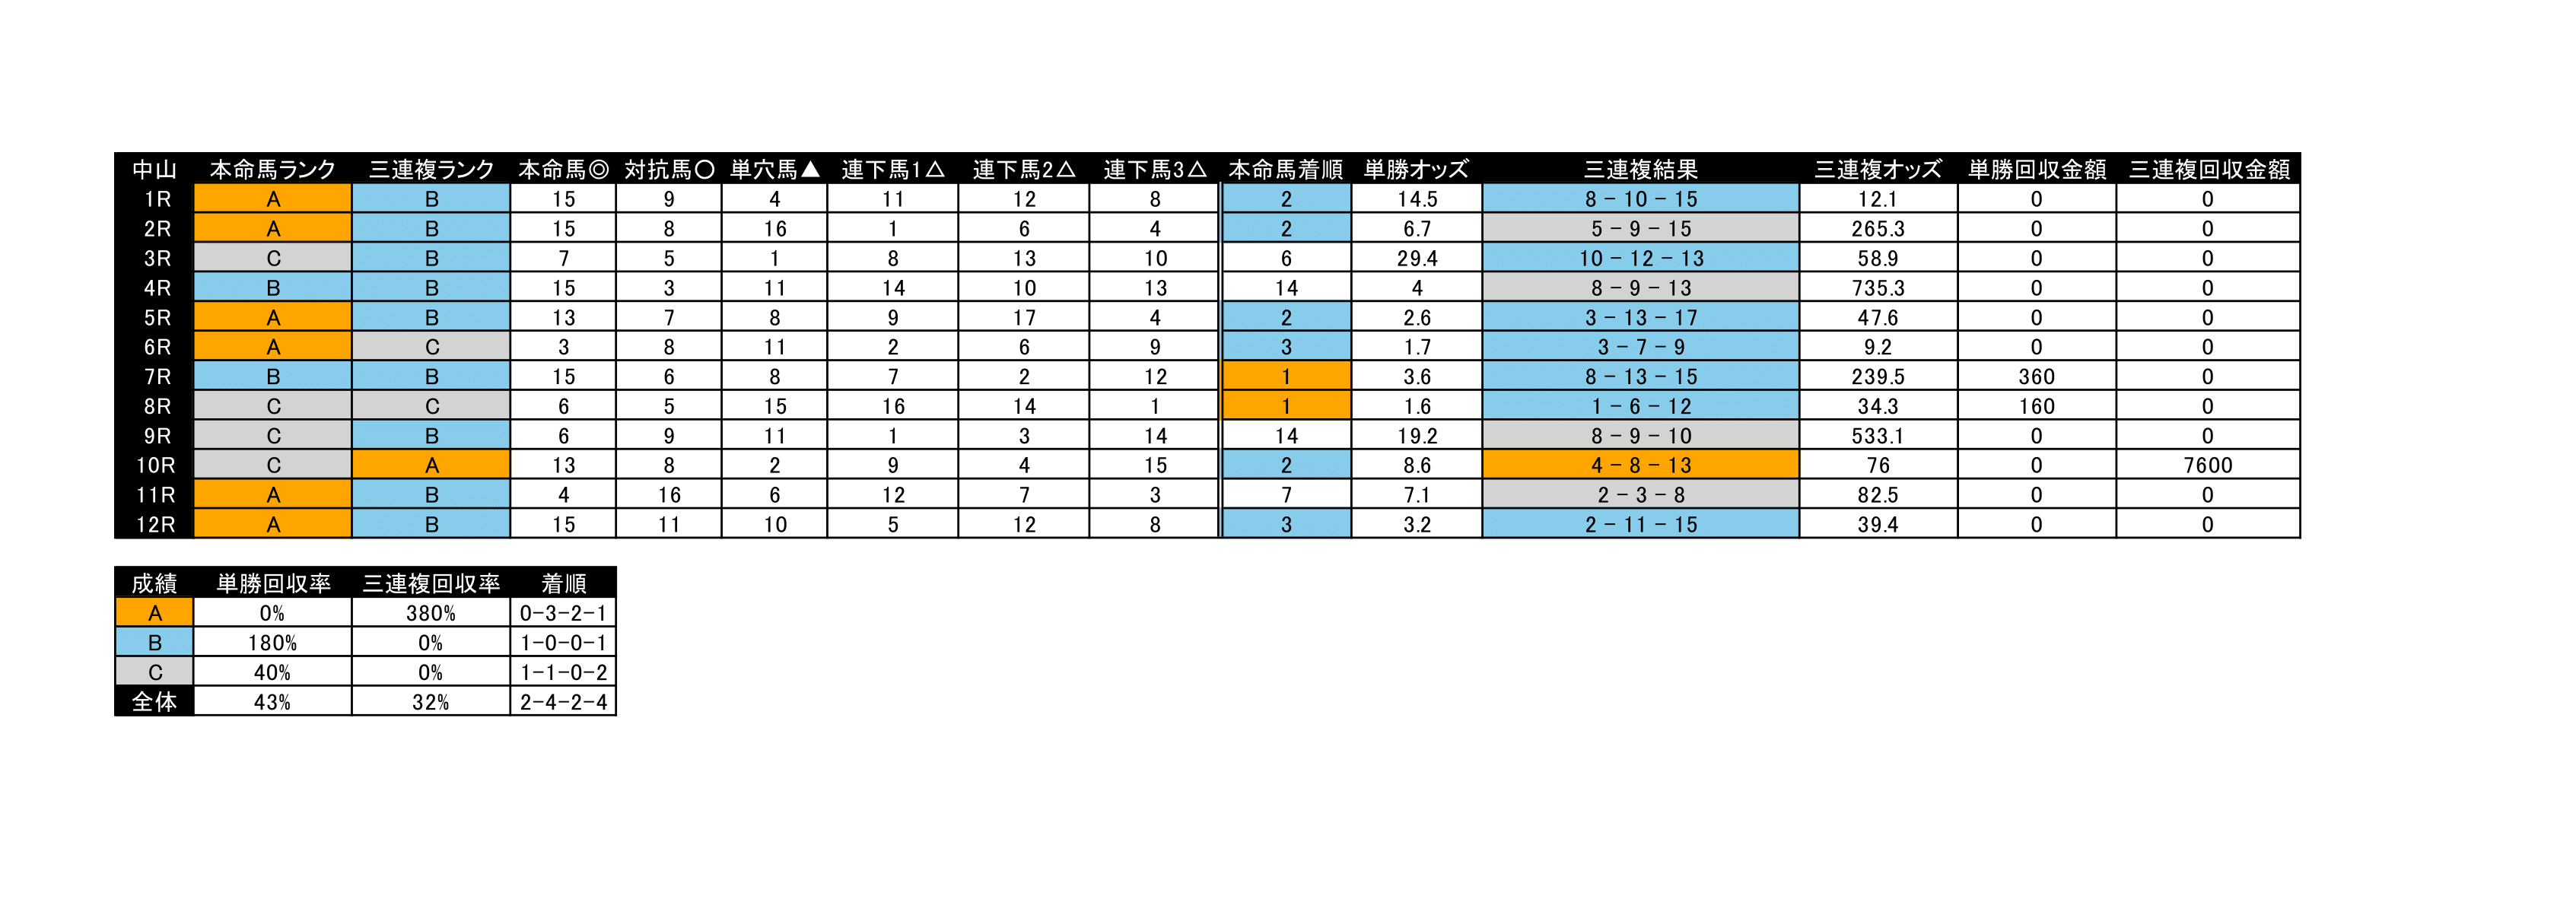 中山 本命馬ランク 三連複ランク 本命馬◎ 対抗馬○ 単穴馬▲ 連下馬1△ 連下馬2△ 連下馬3△ 本命馬着順 単勝オッズ 三連複結果 三連複オッズ 単勝回収金額 三連複回収金額
1R A B 15 9 4 11 12 8 2 14.5 8 − 10 − 15 12.1 0 0
2R A B 15 8 16 1 6 4 2 6.7 5 − 9 − 15 265.3 0 0
3R C B 7 5 1 8 13 10 6 29.4 10 − 12 − 13 58.9 0 0
4R B B 15 3 11 14 10 13 14 4 8 − 9 − 13 735.3 0 0
5R A B 13 7 8 9 17 4 2 2.6 3 − 13 − 17 47.6 0 0
6R A C 3 8 11 2 6 9 3 1.7 3 − 7 − 9 9.2 0 0
7R B B 15 6 8 7 2 12 1 3.6 8 − 13 − 15 239.5 360 0
8R C C 6 5 15 16 14 1 1 1.6 1 − 6 − 12 34.3 160 0
9R C B 6 9 11 1 3 14 14 19.2 8 − 9 − 10 533.1 0 0
10R C A 13 8 2 9 4 15 2 8.6 4 − 8 − 13 76 0 7600
11R A B 4 16 6 12 7 3 7 7.1 2 − 3 − 8 82.5 0 0
12R A B 15 11 10 5 12 8 3 3.2 2 − 11 − 15 39.4 0 0
成績 単勝回収率 三連複回収率 着順
A 0% 380% 0−3−2−1
B 180% 0% 1−0−0−1
C 40% 0% 1−1−0−2
全体 43% 32% 2−4−2−4